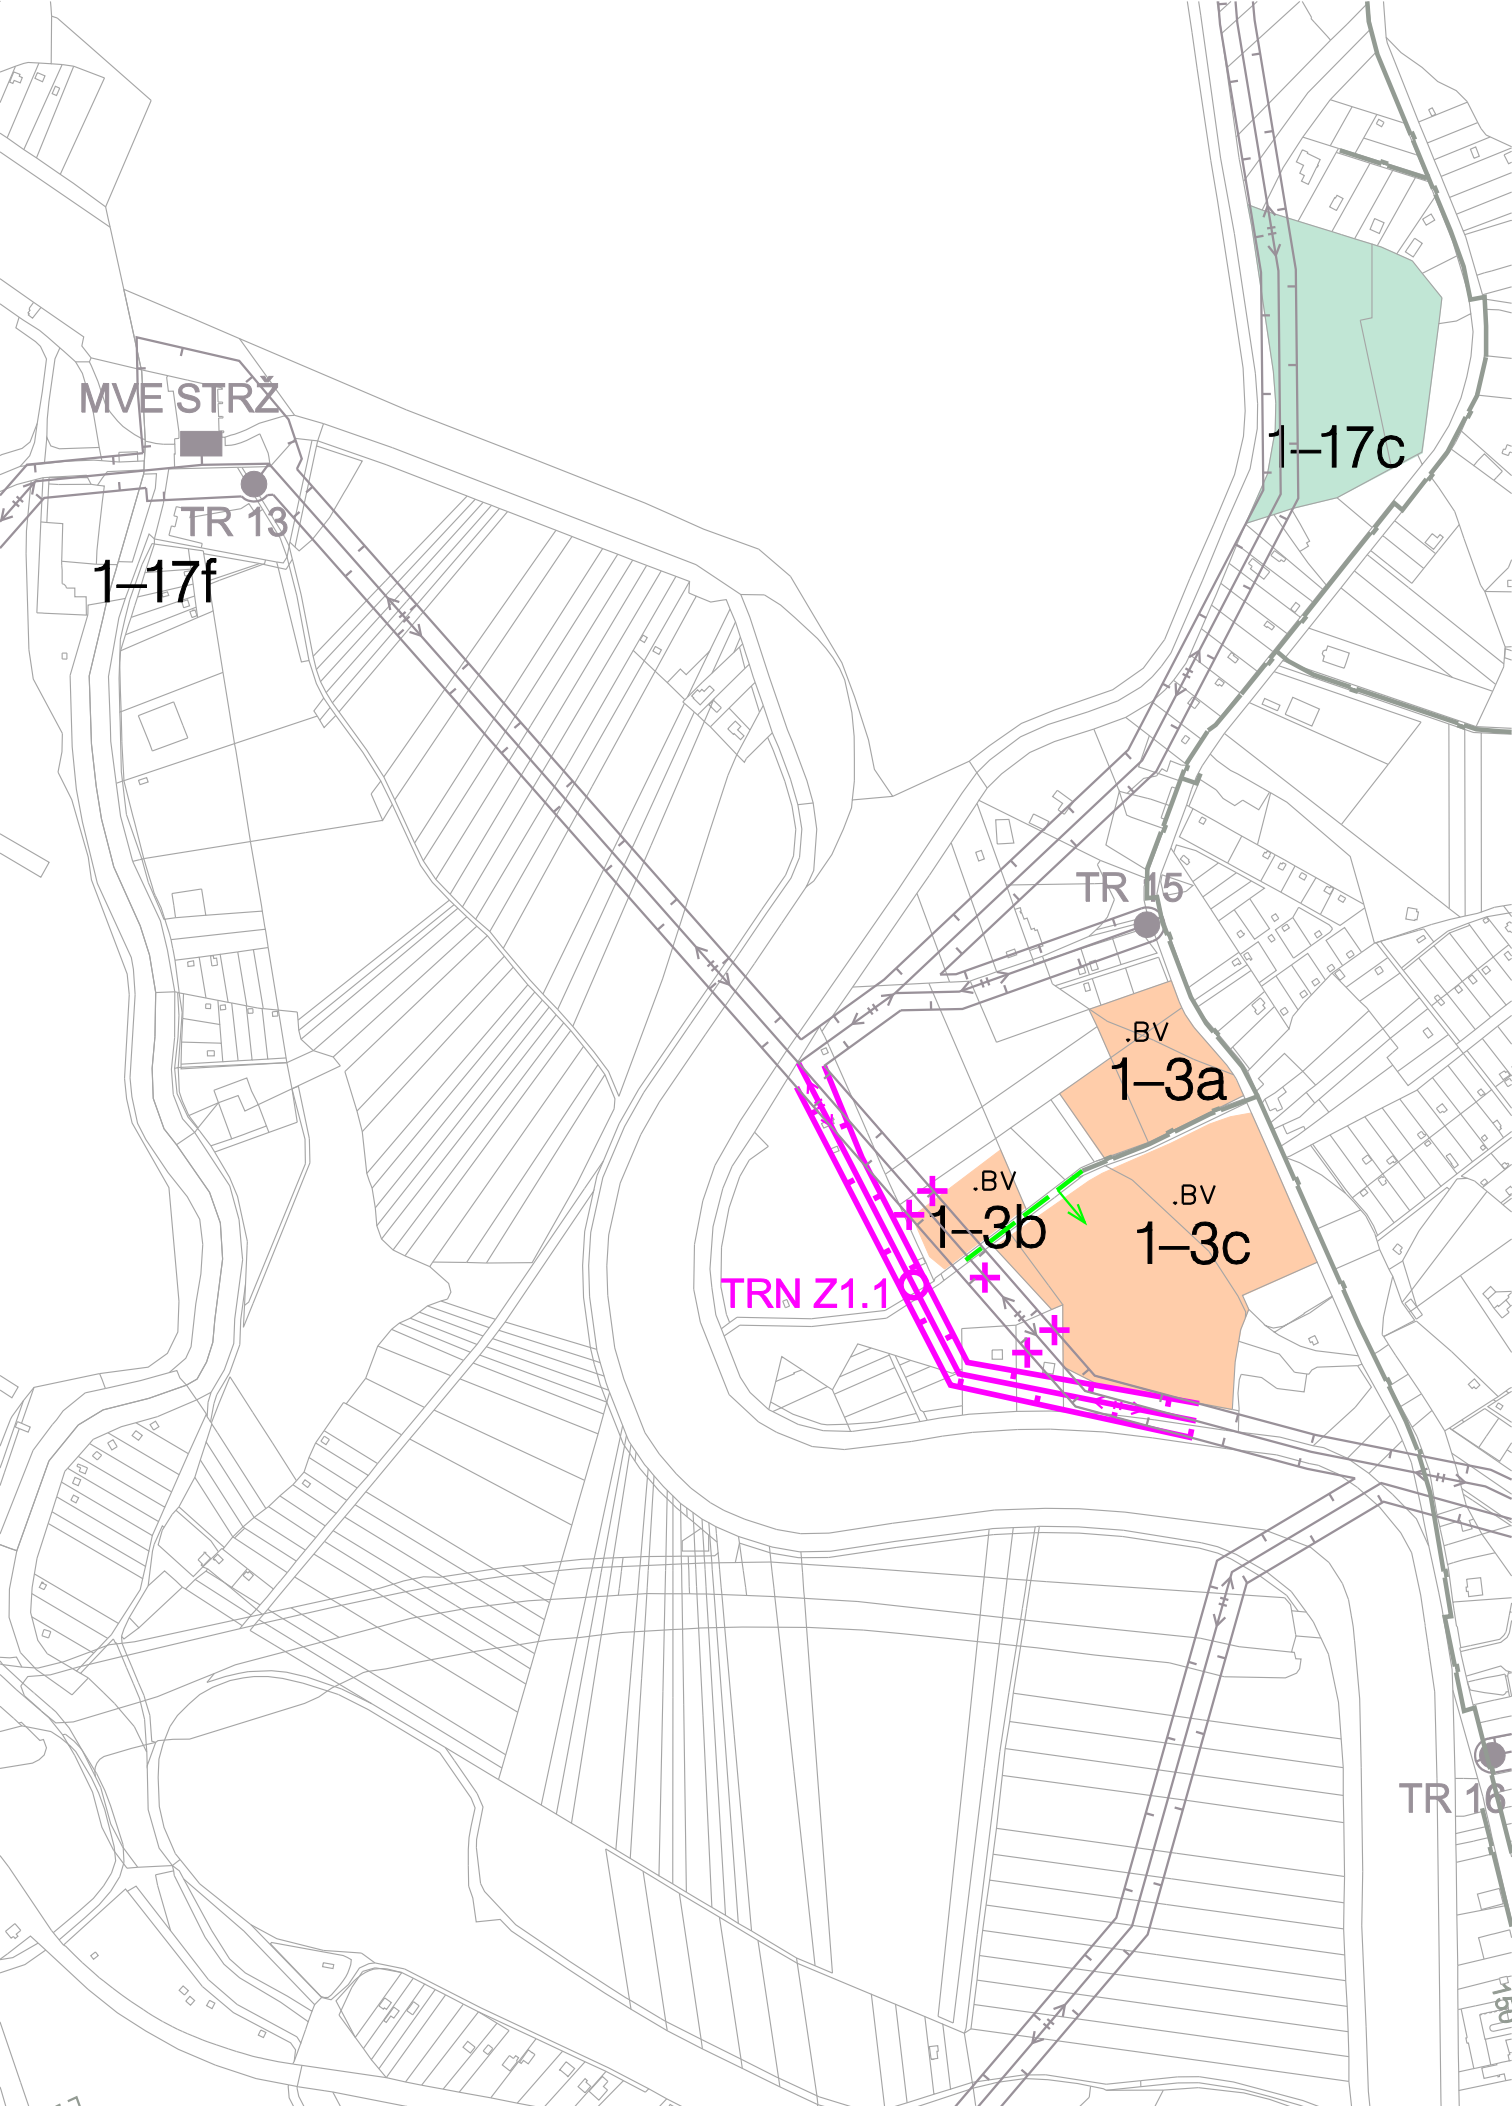 MVE STRŽ
1–17c
TR 13
1–17f
TR 15
.BV
1–3a
.BV
.BV
1–3b
1–3c
TRN Z1.1
TR 16